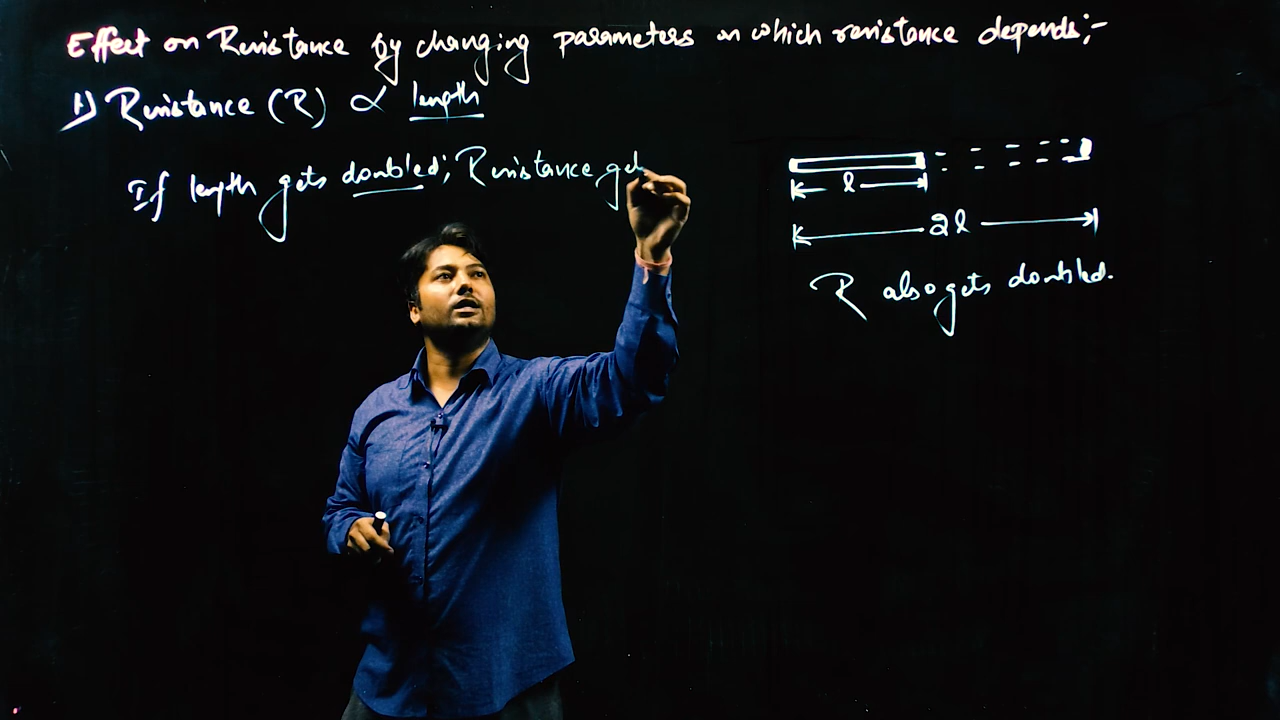 Effect on Resistance by changing parameters on which resistance depends;-
1) Resistance (R) ∝ length
If length gets doubled; Resistance get
l
2l
R also gets doubled.